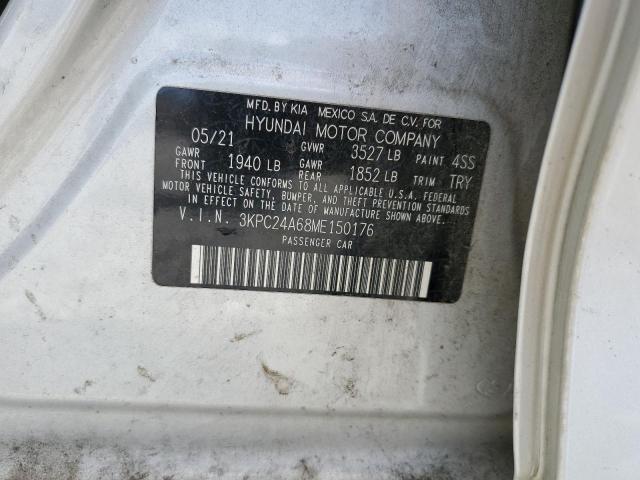 MFD. BY KIA MEXICO S.A. DE C.V. FOR
HYUNDAI MOTOR COMPANY
05/21 GVWR 3527 LB PAINT 4SS
GAWR FRONT 1940 LB GAWR REAR 1852 LB TRIM TRY
THIS VEHICLE CONFORMS TO ALL APPLICABLE U.S.A. FEDERAL
MOTOR VEHICLE SAFETY, BUMPER, AND THEFT PREVENTION STANDARDS
IN EFFECT ON THE DATE OF MANUFACTURE SHOWN ABOVE.
V.I.N. 3KPC24A68ME150176
PASSENGER CAR